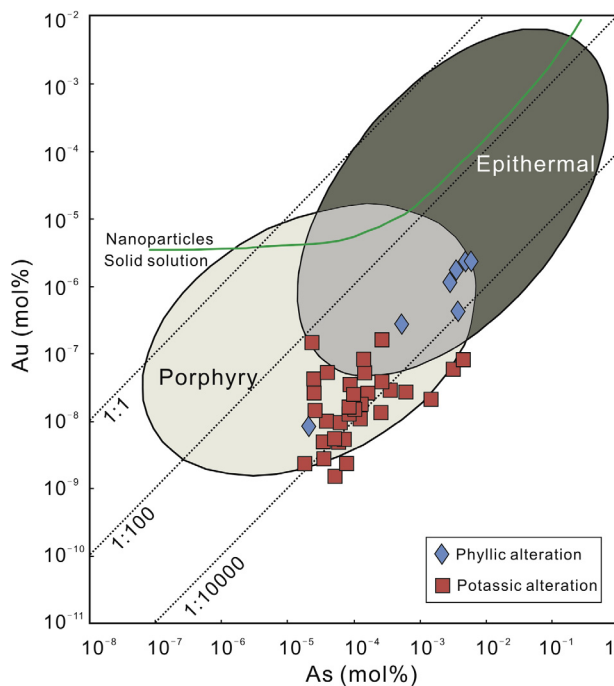 10⁻²
10⁻³
10⁻⁴
10⁻⁵
10⁻⁶
10⁻⁷
10⁻⁸
10⁻⁹
10⁻¹⁰
10⁻¹¹
Au (mol%)
Epithermal
Nanoparticles
Solid solution
Porphyry
1:1
1:100
1:10000
Phyllic alteration
Potassic alteration
10⁻⁸ 10⁻⁷ 10⁻⁶ 10⁻⁵ 10⁻⁴ 10⁻³ 10⁻² 10⁻¹ 1
As (mol%)